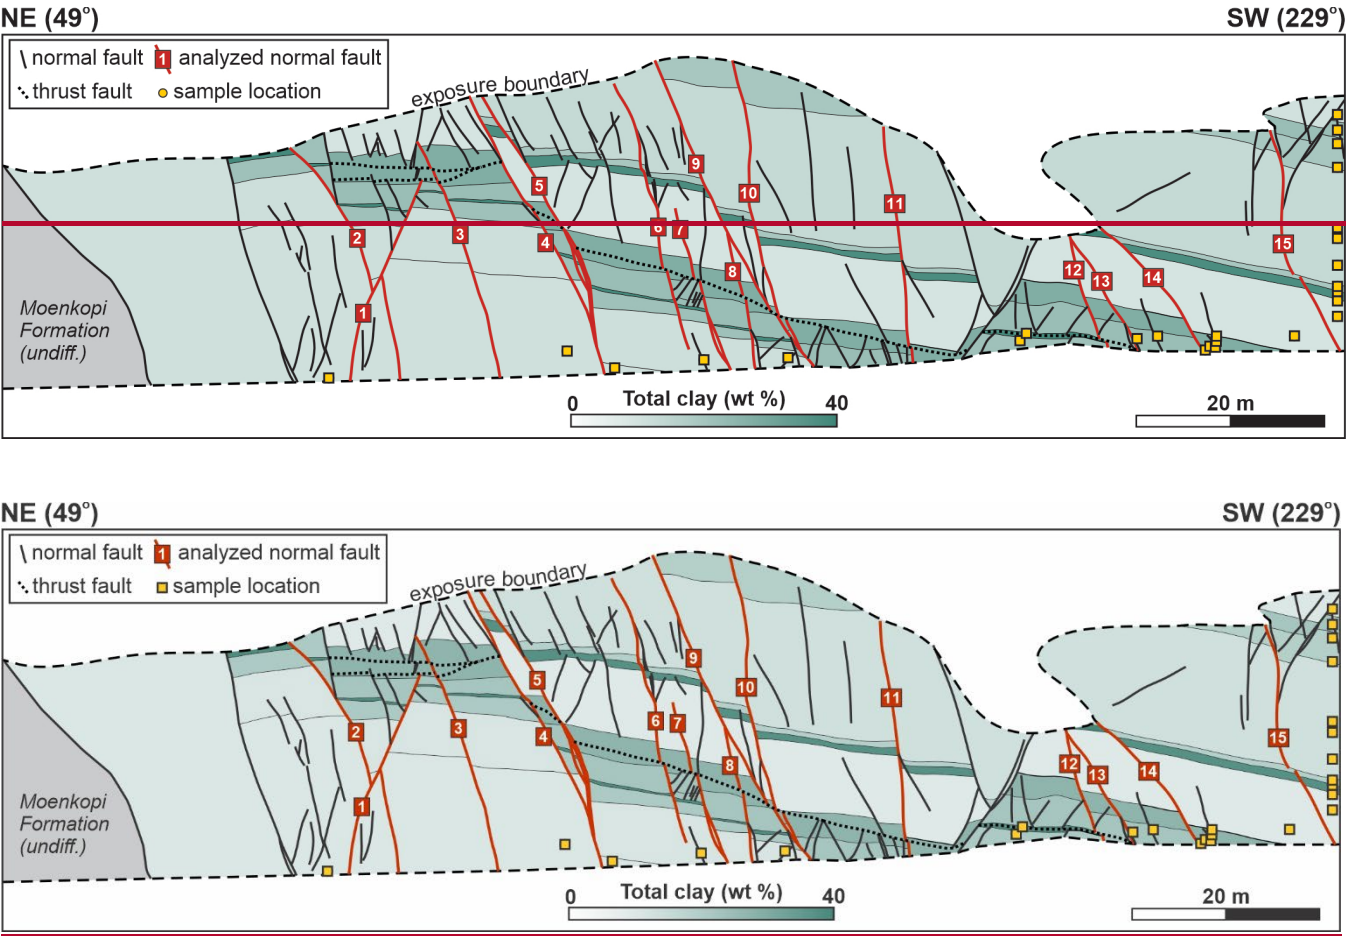 NE (49°)
SW (229°)
normal fault
1
analyzed normal fault
thrust fault
sample location
exposure boundary
9
5
10
11
6
7
2
3
4
15
8
12
13
14
1
Moenkopi
Formation
(undiff.)
0
Total clay (wt %)
40
20 m
NE (49°)
SW (229°)
normal fault
1
analyzed normal fault
thrust fault
sample location
exposure boundary
9
5
10
11
6
7
2
3
4
15
8
12
13
14
1
Moenkopi
Formation
(undiff.)
0
Total clay (wt %)
40
20 m